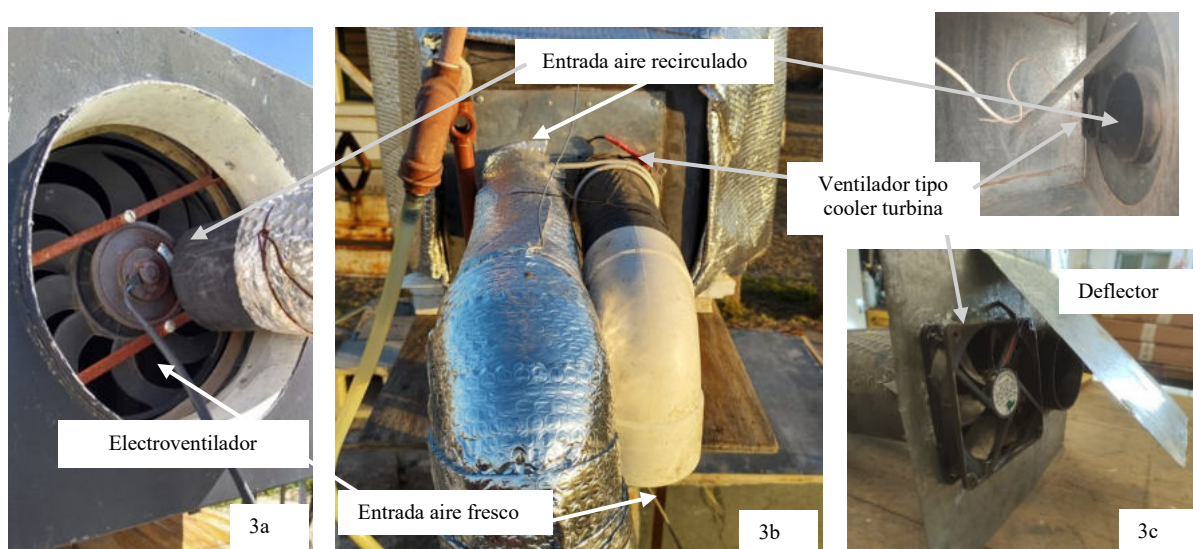 Entrada aire recirculado
Ventilador tipo
cooler turbina
Deflector
Electroventilador
Entrada aire fresco
3a
3b
3c